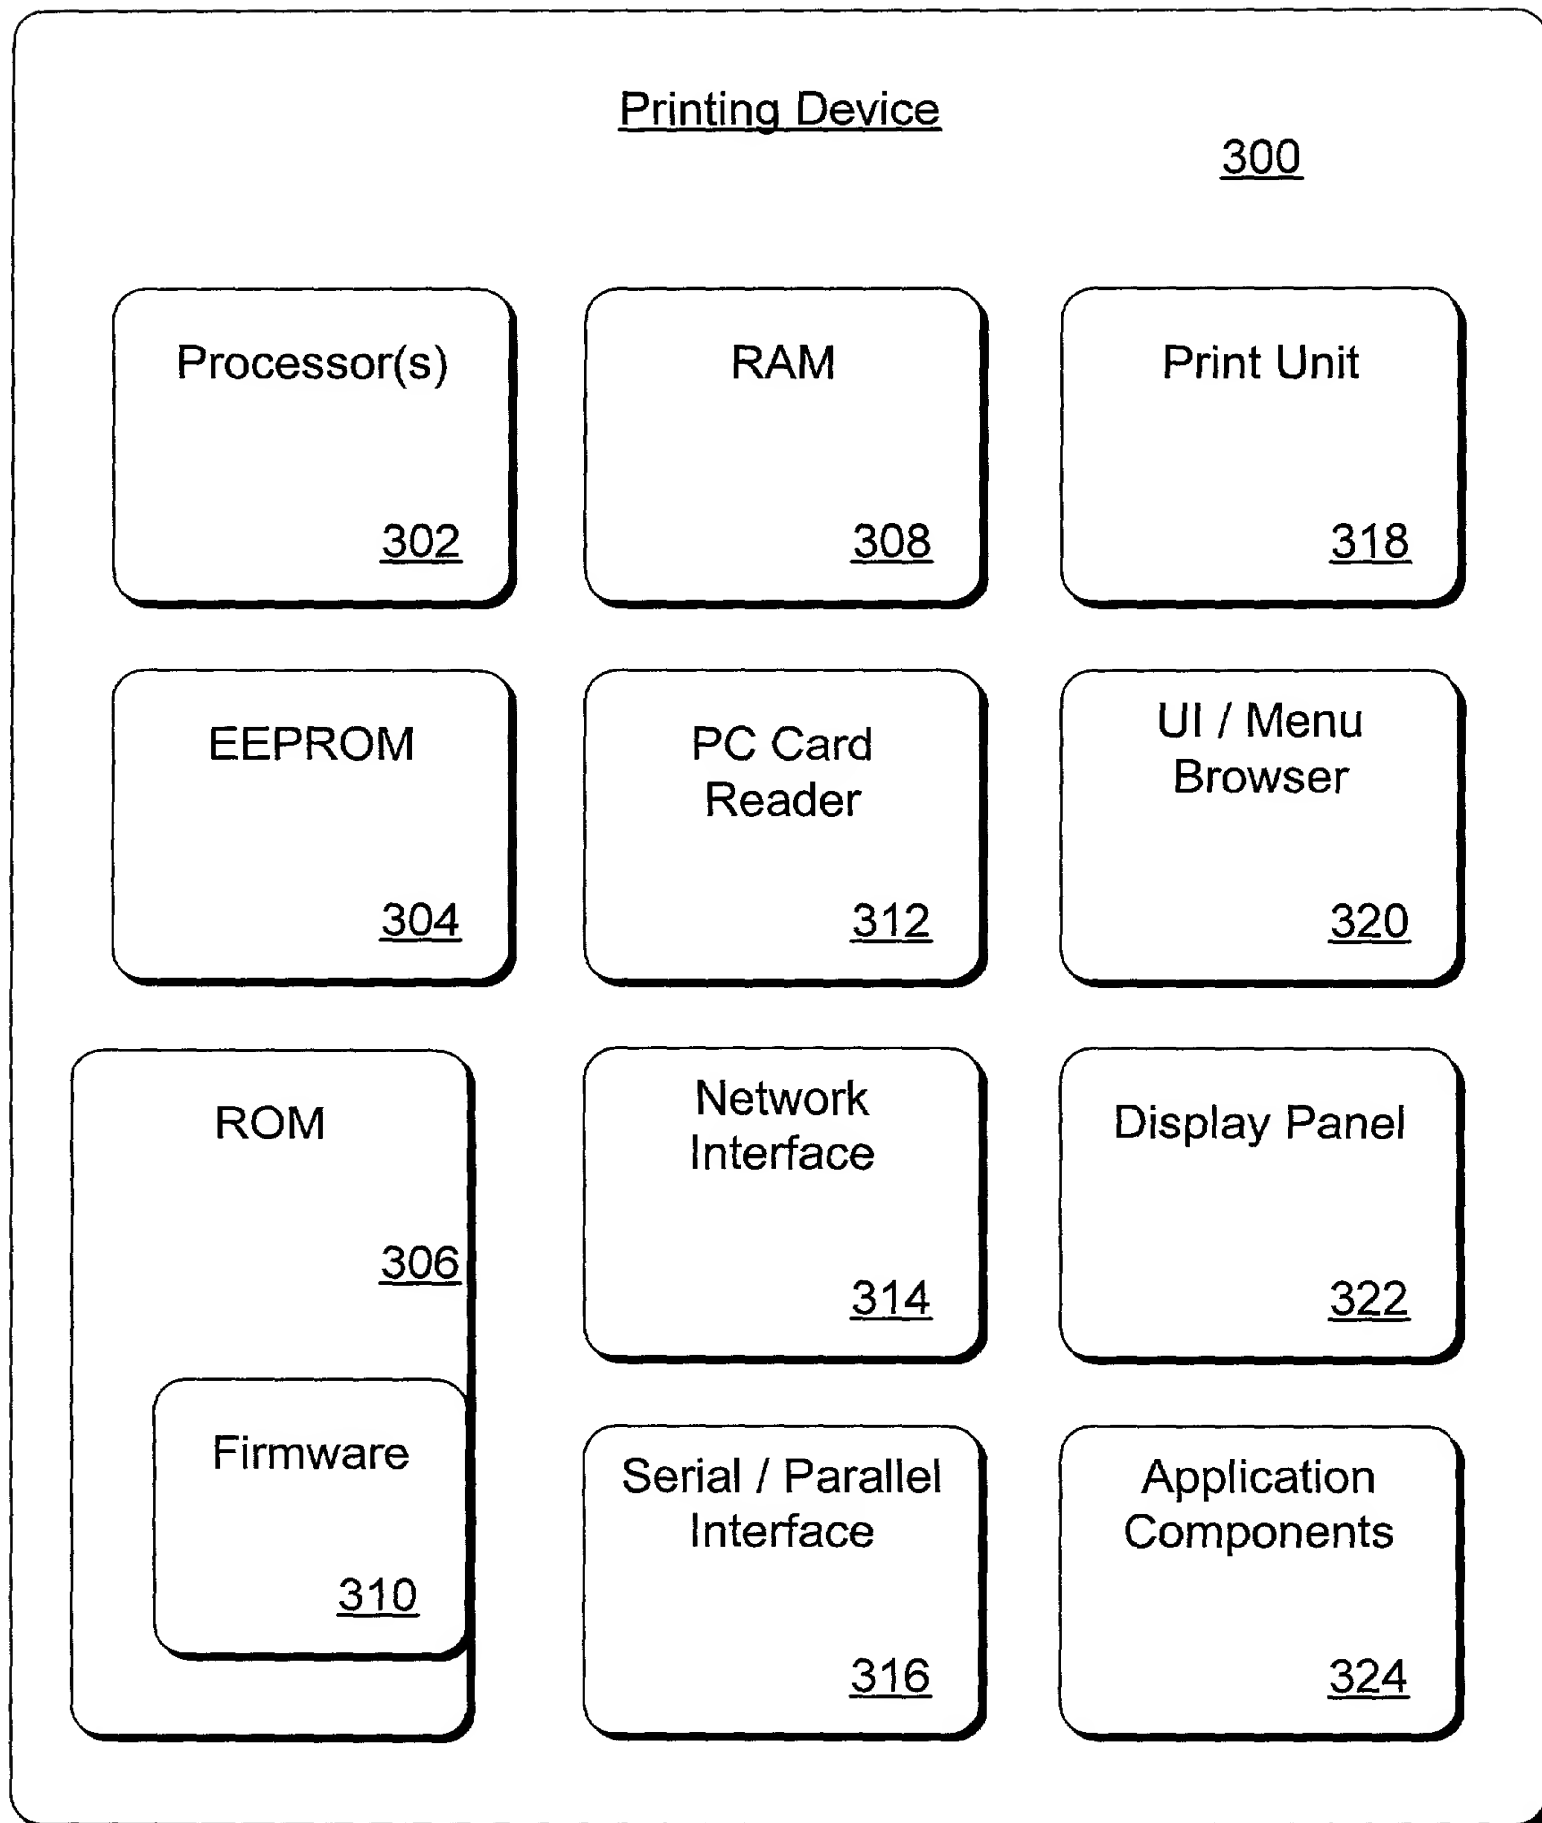 Printing Device
300
Processor(s)
302
RAM
308
Print Unit
318
EEPROM
304
PC Card
Reader
312
UI / Menu
Browser
320
ROM
306
Firmware
310
Network
Interface
314
Display Panel
322
Serial / Parallel
Interface
316
Application
Components
324